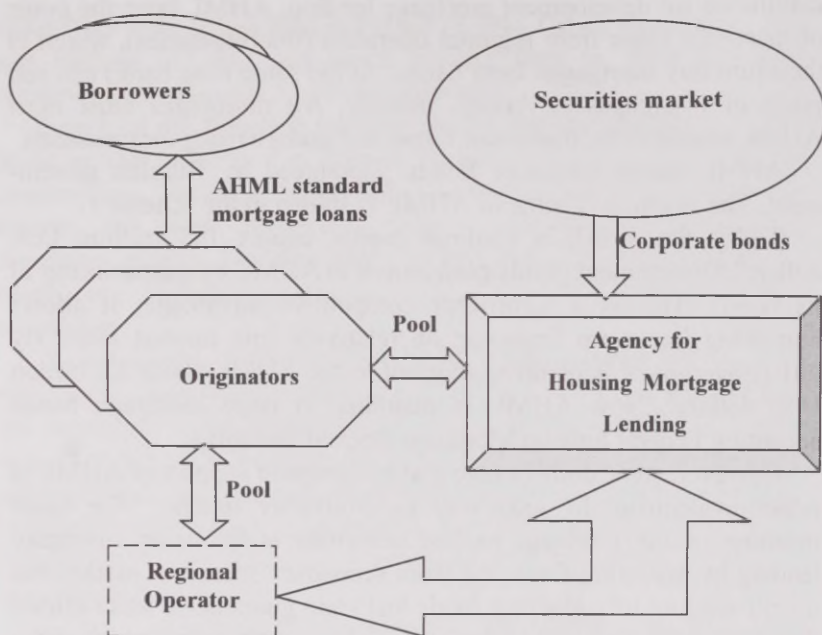 Borrowers
Securities market
AHML standard
mortgage loans
Corporate bonds
Pool
Originators
Agency for
Housing Mortgage
Lending
Pool
Regional
Operator